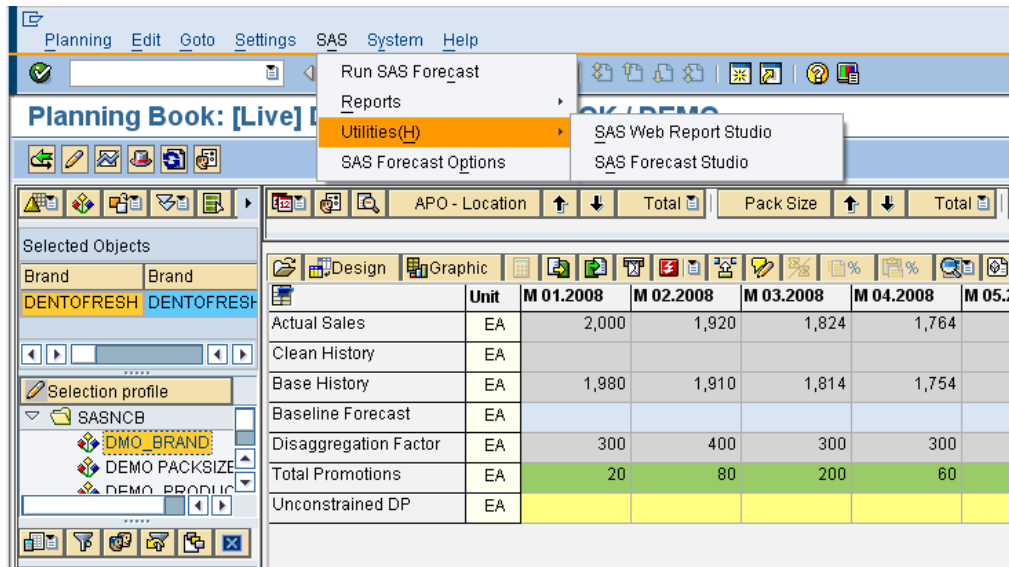 Planning Edit Goto Settings SAS System Help
Run SAS Forecast
Reports
Utilities(H)
SAS Forecast Options
SAS Web Report Studio
SAS Forecast Studio
Planning Book: [Live]
DEMO
APO - Location Total Pack Size Total
Selected Objects
Brand Brand
DENTOFRESH DENTOFRESH
Selection profile
SASNCB
DMO_BRAND
DEMO PACKSIZE
DEMO PRODUC
Design Graphic
Unit M 01.2008 M 02.2008 M 03.2008 M 04.2008 M 05.2
Actual Sales EA 2,000 1,920 1,824 1,764
Clean History EA
Base History EA 1,980 1,910 1,814 1,754
Baseline Forecast EA
Disaggregation Factor EA 300 400 300 300
Total Promotions EA 20 80 200 60
Unconstrained DP EA